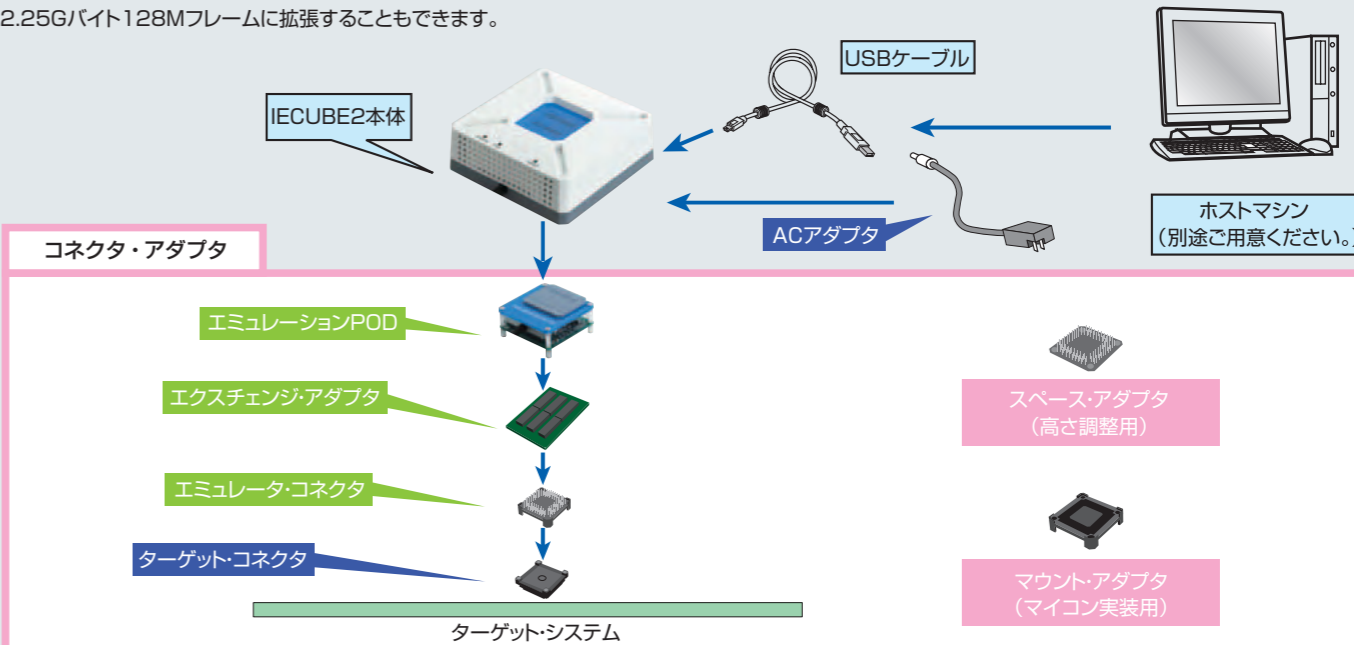 2.25Gバイト128Mフレームに拡張することもできます。
USBケーブル
IECUBE2本体
ACアダプタ
ホストマシン
(別途ご用意ください。)
コネクタ・アダプタ
エミュレーションPOD
エクスチェンジ・アダプタ
エミュレータ・コネクタ
ターゲット・コネクタ
ターゲット・システム
スペース・アダプタ
(高さ調整用)
マウント・アダプタ
(マイコン実装用)